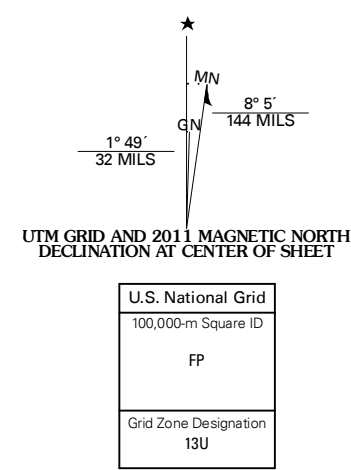 ★
MN
GN
8° 5´
144 MILS
1° 49´
32 MILS
UTM GRID AND 2011 MAGNETIC NORTH
DECLINATION AT CENTER OF SHEET
U.S. National Grid
100,000-m Square ID
FP
Grid Zone Designation
13U